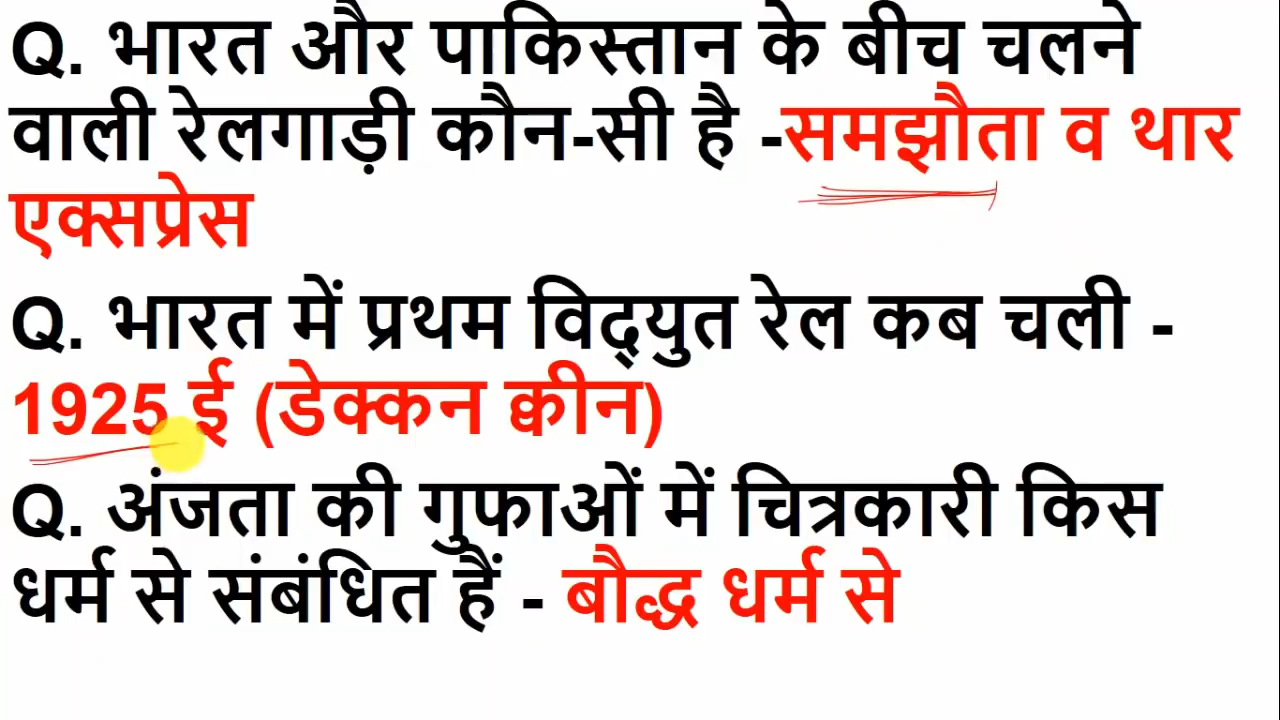 Q. भारत और पाकिस्तान के बीच चलने
वाली रेलगाड़ी कौन-सी है -समझौता व थार
एक्सप्रेस
Q. भारत में प्रथम विद्युत रेल कब चली -
1925 ई (डेक्कन क्वीन)
Q. अंजता की गुफाओं में चित्रकारी किस
धर्म से संबंधित हैं - बौद्ध धर्म से